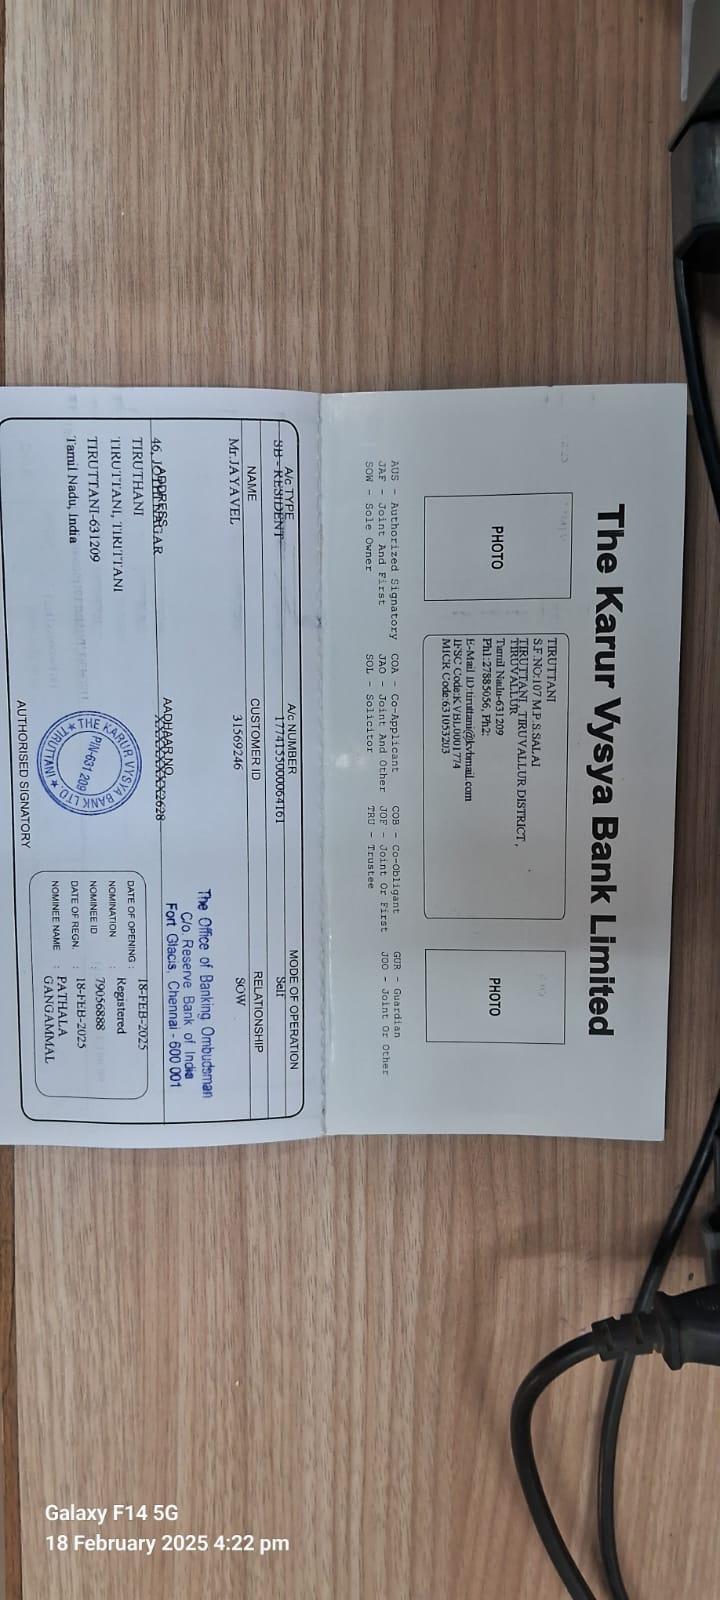 The Karur Vysya Bank Limited
PHOTO
TIRUTTANI
S.F.NO:107 M.P.S.SALAI
TIRUTTANI , TIRUVALLUR DISTRICT ,
TIRUVALLUR
Tamil Nadu-631209
Ph1:27885056, Ph2:
E-Mail ID:tiruttani@kvbmail.com
IFSC Code:KVBL0001774
MICR Code:631053203
PHOTO
AUS - Authorized Signatory COA - Co-Applicant COB - Co-Obligant GUR - Guardian
JAF - Joint And First JAO - Joint And Other JOF - Joint Or First JOO - Joint Or Other
SOW - Sole Owner SOL - Solicitor TRU - Trustee
A/c TYPE A/c NUMBER MODE OF OPERATION
SB - RESIDENT 1774155000064161 Self
NAME CUSTOMER ID RELATIONSHIP
Mr.JAYAVEL 31569246 SOW
The Office of Banking Ombudsman
C/o. Reserve Bank of India
Fort Glacis, Chennai - 600 001
ADDRESS AADHAAR NO.
46, JOTHI NAGAR XXXXXXXX2628
TIRUTHANI
TIRUTTANI, TIRITTANI
TIRUTTANI-631209
Tamil Nadu, India
THE KARUR VYSYA BANK LTD.
PIN-631 209
TIRUTTANI
DATE OF OPENING : 18-FEB-2025
NOMINATION : Registered
NOMINEE ID : 79056888
DATE OF REGN. : 18-FEB-2025
NOMINEE NAME : PATHALA
GANGAMMAL
AUTHORISED SIGNATORY
Galaxy F14 5G
18 February 2025 4:22 pm